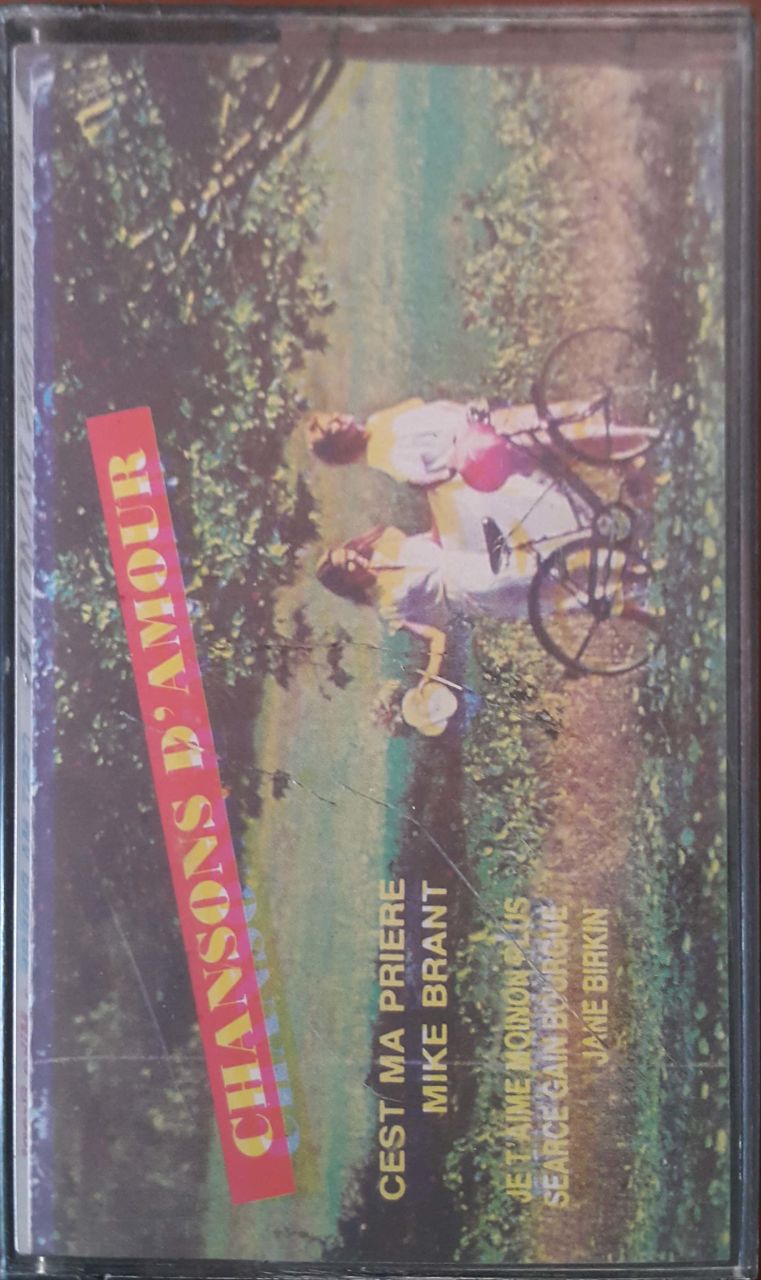 CHANSONS D'AMOUR
CEST MA PRIERE
MIKE BRANT
JE T'AIME MOINON PLUS
SEARCE GAIN BOURGUE
JANE BIRKIN